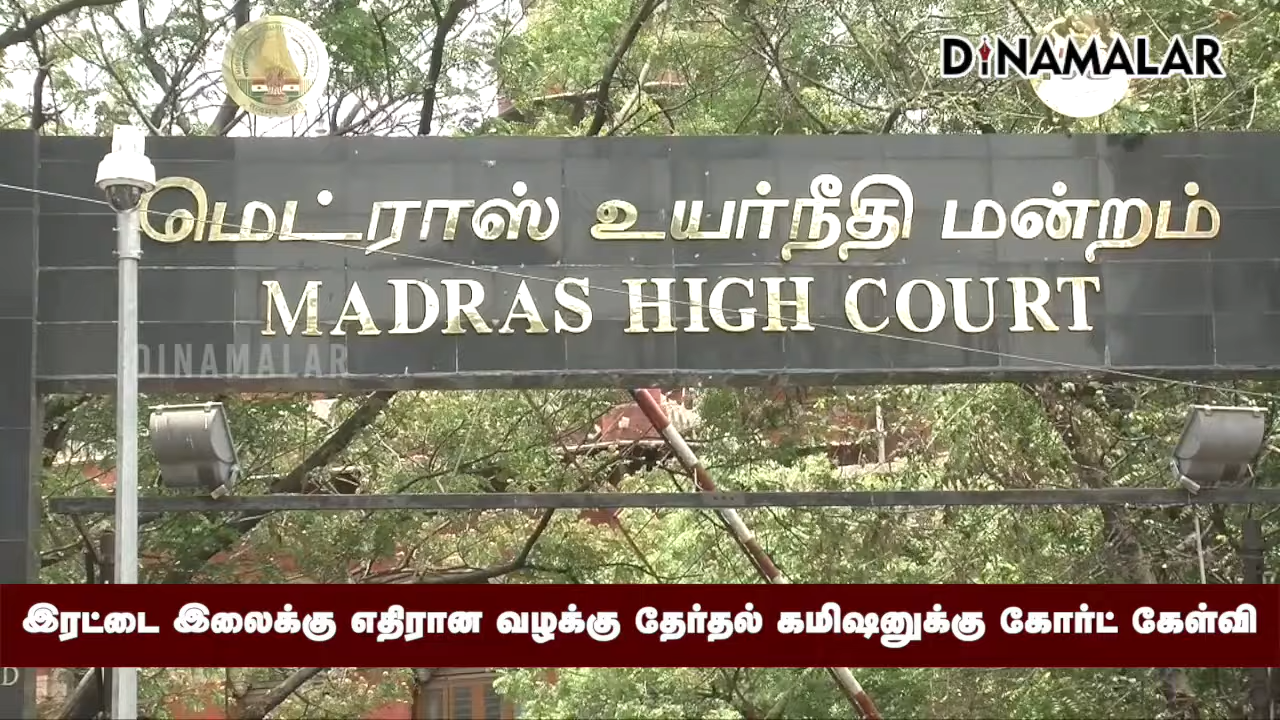 DINAMALAR
மெட்ராஸ் உயர்நீதி மன்றம்
MADRAS HIGH COURT
DINAMALAR
இரட்டை இலைக்கு எதிரான வழக்கு தேர்தல் கமிஷனுக்கு கோர்ட் கேள்வி
D